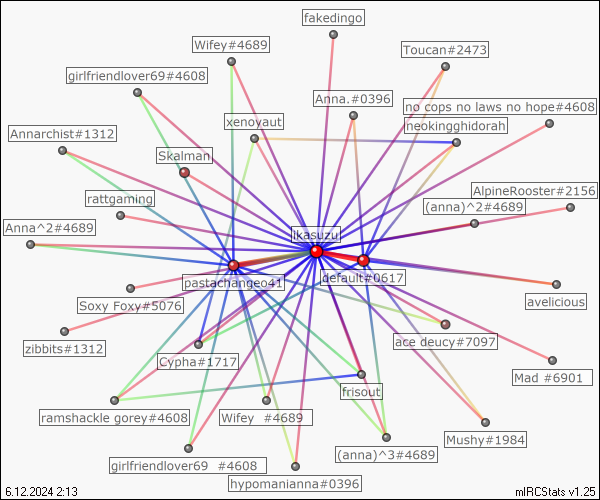 fakedingo
Wifey#4689
Toucan#2473
girlfriendlover69#4608
Anna.#0396
no cops no laws no hope#4608
xenoyaut
neokingghidorah
Annarchist#1312
Skalman
AlpineRooster#2156
rattgaming
(anna)^2#4689
Anna^2#4689
ikasuzu
pastachangeo41
default#0617
Soxy Foxy#5076
avelicious
zibbits#1312
ace deucy#7097
Cypha#1717
Mad  #6901
frisout
ramshackle gorey#4608
Wifey  #4689
Mushy#1984
(anna)^3#4689
girlfriendlover69  #4608
hypomanianna#0396
6.12.2024 2:13
mIRCStats v1.25